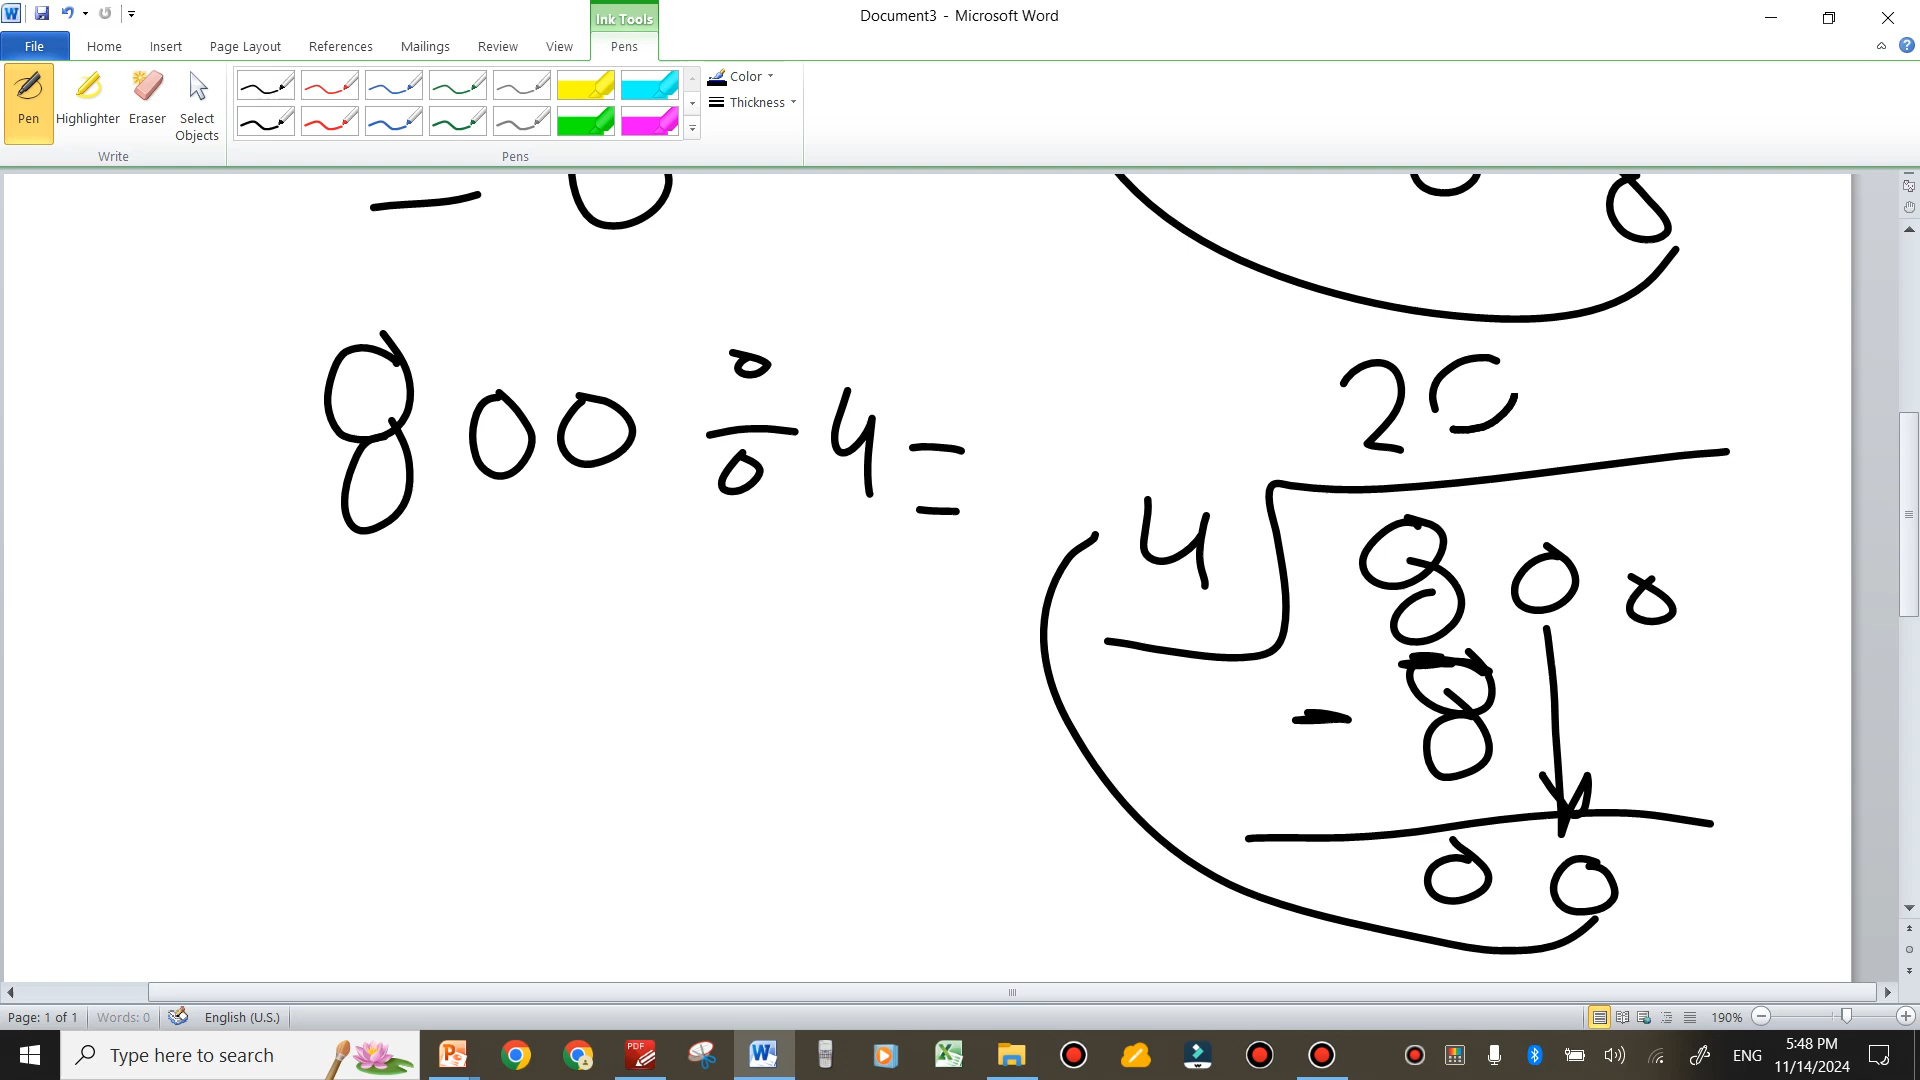 Document3 - Microsoft Word
Ink Tools
File Home Insert Page Layout References Mailings Review View Pens
Pen Highlighter Eraser Select Objects
Color
Thickness
Write Pens
8
800 ÷ 4 =
20
4 800
- 8
00
Page: 1 of 1 Words: 0 English (U.S.) 190%
Type here to search
PDF
ENG
5:48 PM
11/14/2024